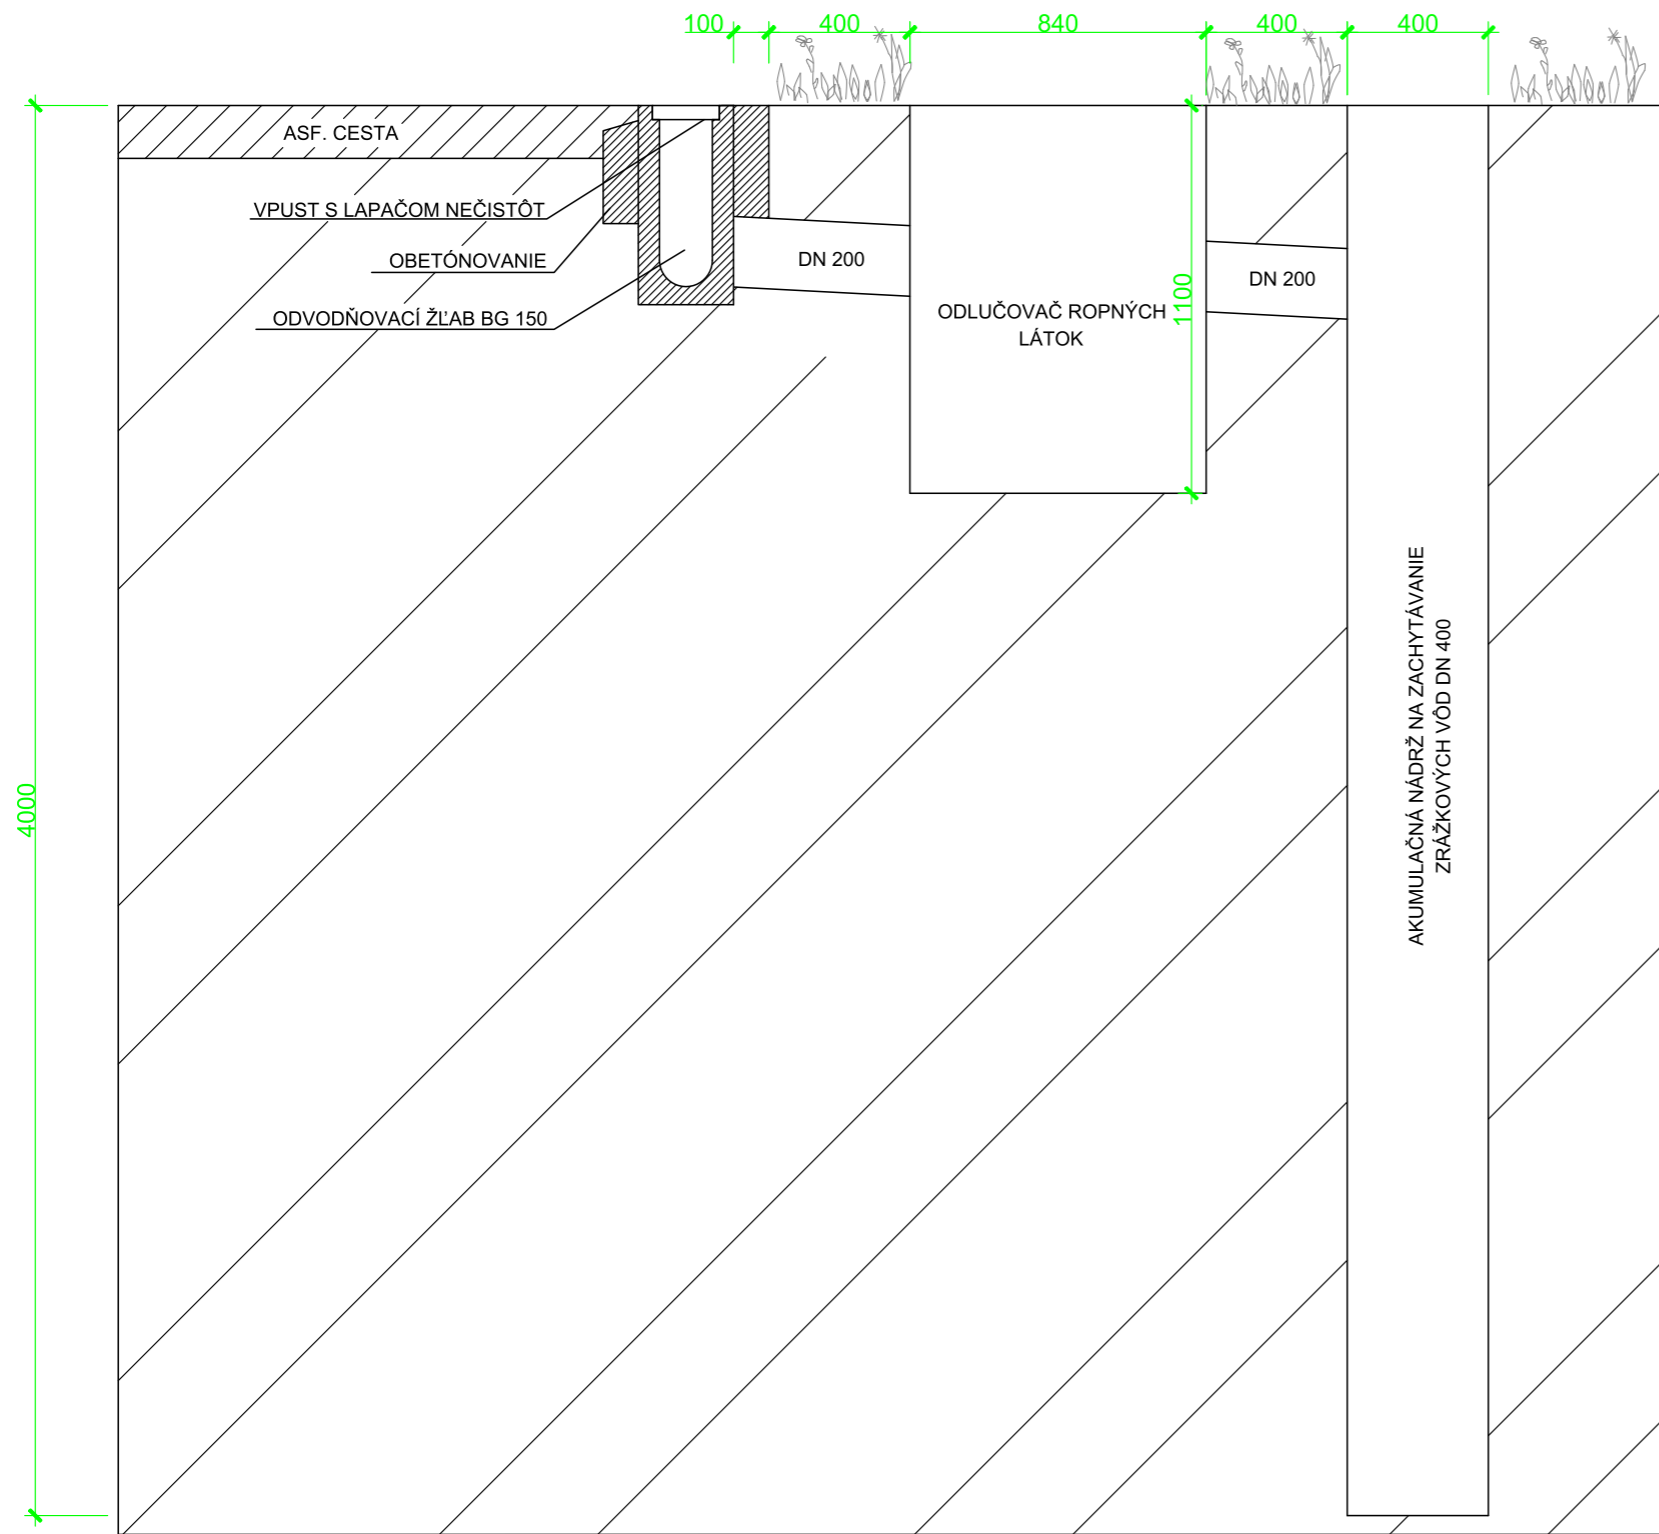 100
400
840
400
400
ASF. CESTA
VPUST S LAPAČOM NEČISTÔT
OBETÓNOVANIE
ODVODŇOVACÍ ŽĽAB BG 150
DN 200
ODLUČOVAČ ROPNÝCH
LÁTOK
1100
DN 200
4000
AKUMULAČNÁ NÁDRŽ NA ZACHYTÁVANIE
ZRÁŽKOVÝCH VÔD DN 400